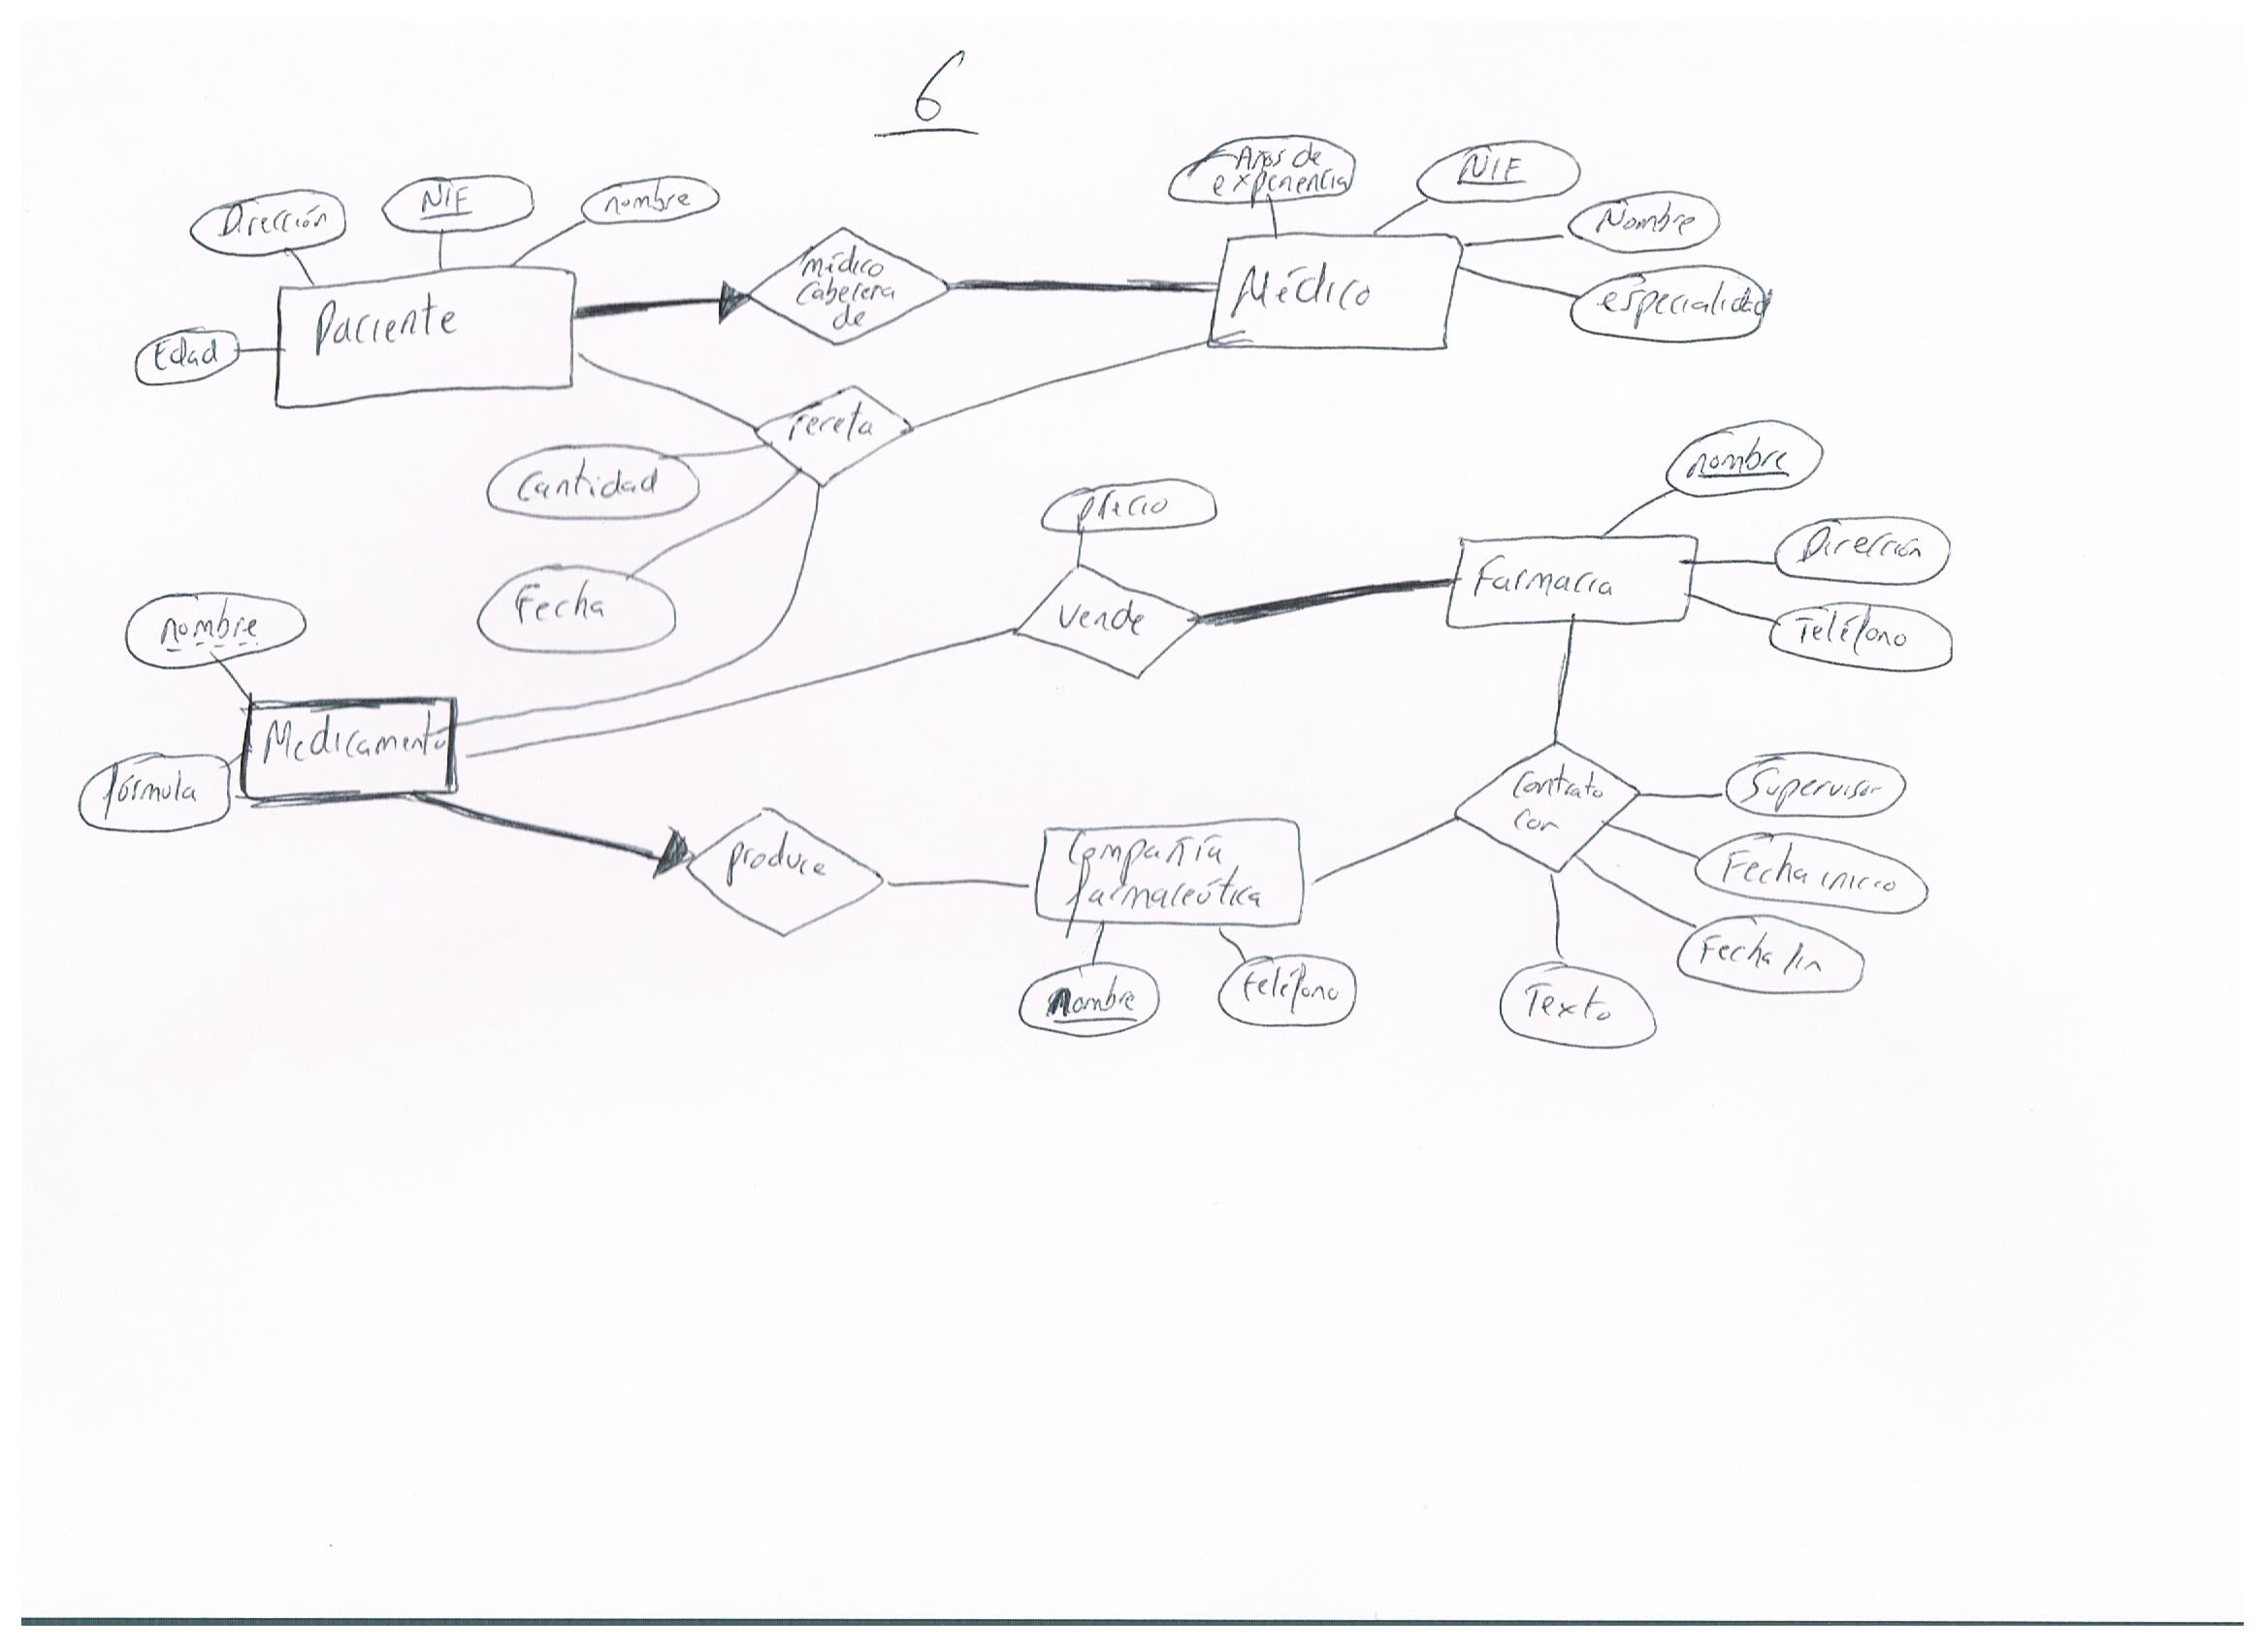 6
Años de
experiencia
NIF
Dirección
NIF
nombre
Nombre
médico
cabecera
de
Paciente
Médico
especialidad
Edad
receta
Cantidad
nombre
precio
Dirección
Farmacia
Fecha
vende
nombre
Teléfono
Medicamento
fórmula
Contrato
con
Supervisor
produce
Compañía
farmaceútica
Fecha inicio
Fecha fin
nombre
teléfono
Texto